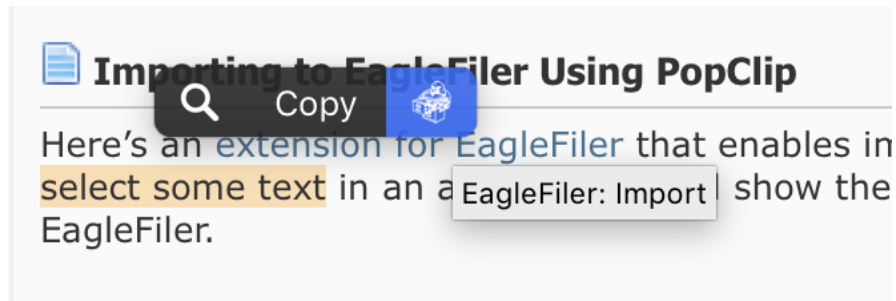 Importing to EagleFiler Using PopClip
Copy
Here’s an extension for EagleFiler that enables
select some text in an
EagleFiler: Import
show the
EagleFiler.